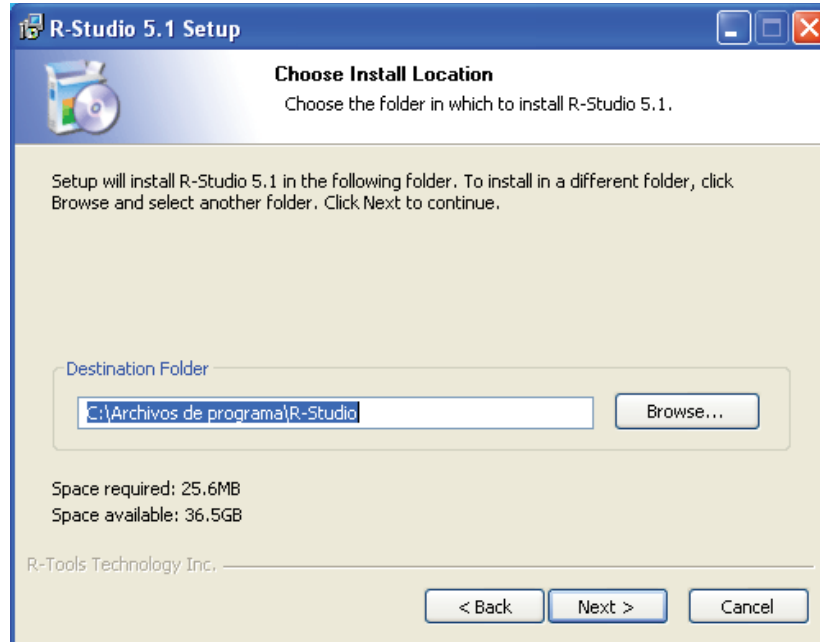 R-Studio 5.1 Setup
Choose Install Location
Choose the folder in which to install R-Studio 5.1.
Setup will install R-Studio 5.1 in the following folder. To install in a different folder, click
Browse and select another folder. Click Next to continue.
Destination Folder
C:\Archivos de programa\R-Studio
Browse...
Space required: 25.6MB
Space available: 36.5GB
R-Tools Technology Inc.
< Back
Next >
Cancel